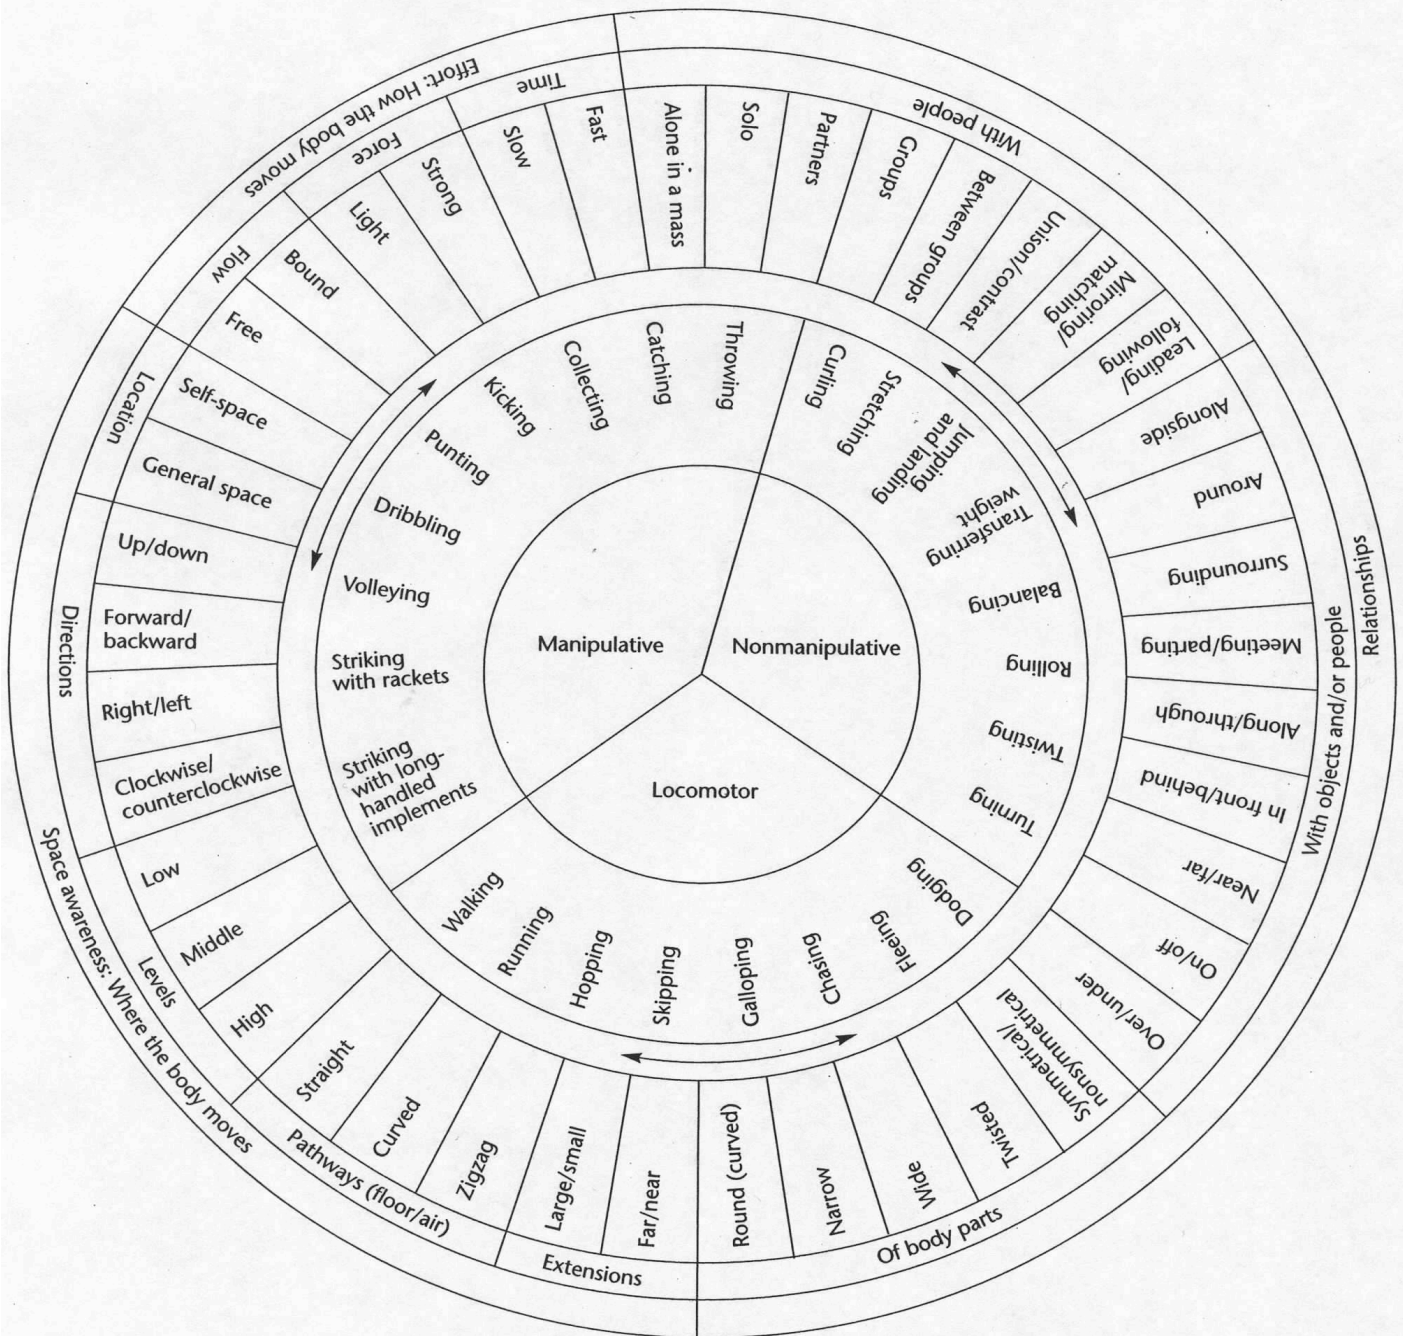 Effort: How the body moves
Time
Fast
Slow
Force
Strong
Light
Flow
Bound
Free
Space awareness: Where the body moves
Location
Self-space
General space
Directions
Up/down
Forward/
backward
Right/left
Clockwise/
counterclockwise
Levels
Low
Middle
High
Pathways (floor/air)
Straight
Curved
Zigzag
Extensions
Large/small
Far/near
Relationships
With people
Alone in a mass
Solo
Partners
Groups
Between groups
Unison/contrast
Mirroring/
matching
Leading/
following
With objects and/or people
Alongside
Around
Surrounding
Meeting/parting
Along/through
In front/behind
Near/far
On/off
Over/under
Of body parts
Symmetrical/
nonsymmetrical
Twisted
Wide
Narrow
Round (curved)
Manipulative
Throwing
Catching
Collecting
Kicking
Punting
Dribbling
Volleying
Striking
with rackets
Striking
with long-
handled
implements
Nonmanipulative
Curling
Stretching
Jumping
and landing
Transferring
weight
Balancing
Rolling
Twisting
Turning
Locomotor
Walking
Running
Hopping
Skipping
Galloping
Chasing
Fleeing
Dodging